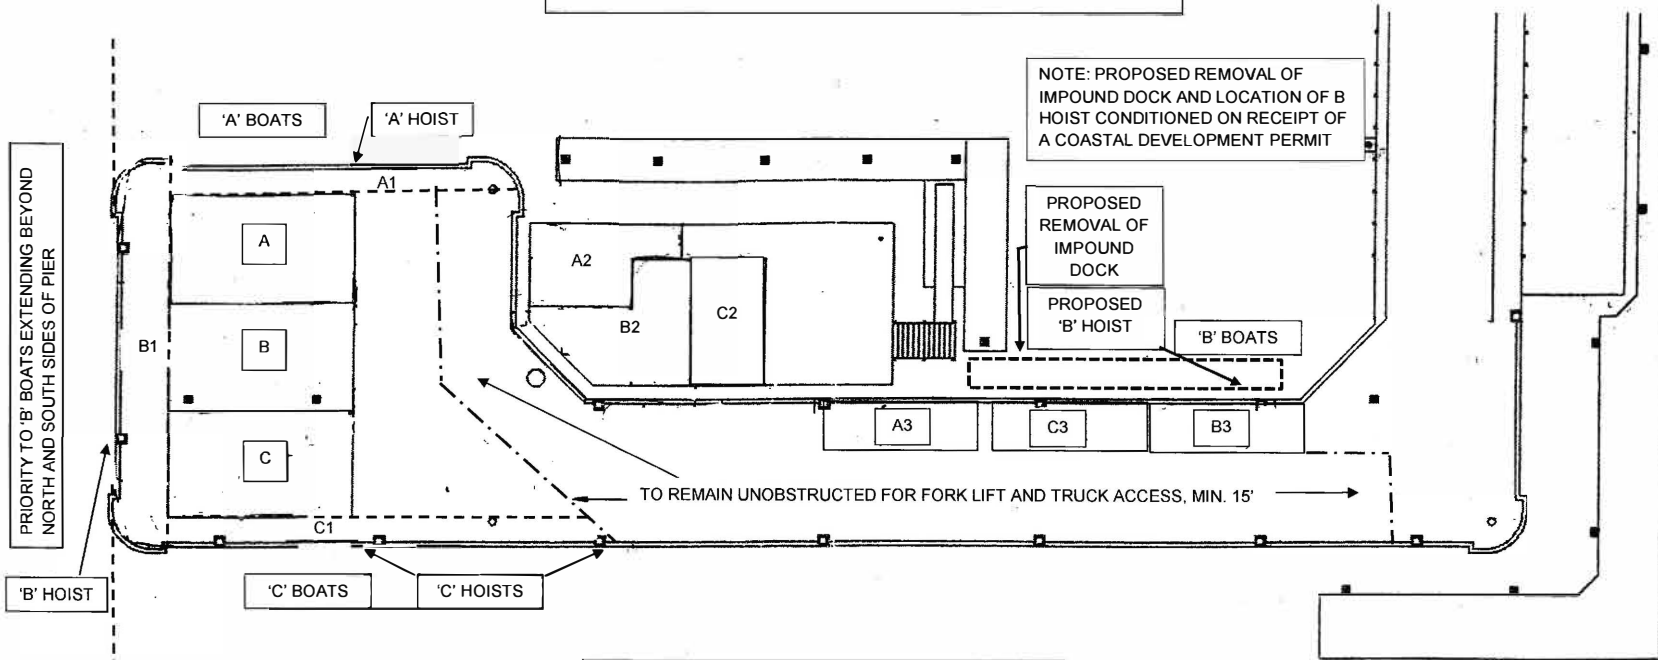 NOTE: PROPOSED REMOVAL OF
IMPOUND DOCK AND LOCATION OF B
HOIST CONDITIONED ON RECEIPT OF
A COASTAL DEVELOPMENT PERMIT
'A' BOATS
'A' HOIST
PRIORITY TO 'B' BOATS EXTENDING BEYOND
NORTH AND SOUTH SIDES OF PIER
A1
A
B1
B
C
C1
A2
B2
C2
PROPOSED
REMOVAL OF
IMPOUND
DOCK
PROPOSED
'B' HOIST
'B' BOATS
A3
C3
B3
TO REMAIN UNOBSTRUCTED FOR FORK LIFT AND TRUCK ACCESS, MIN. 15'
'B' HOIST
'C' BOATS
'C' HOISTS